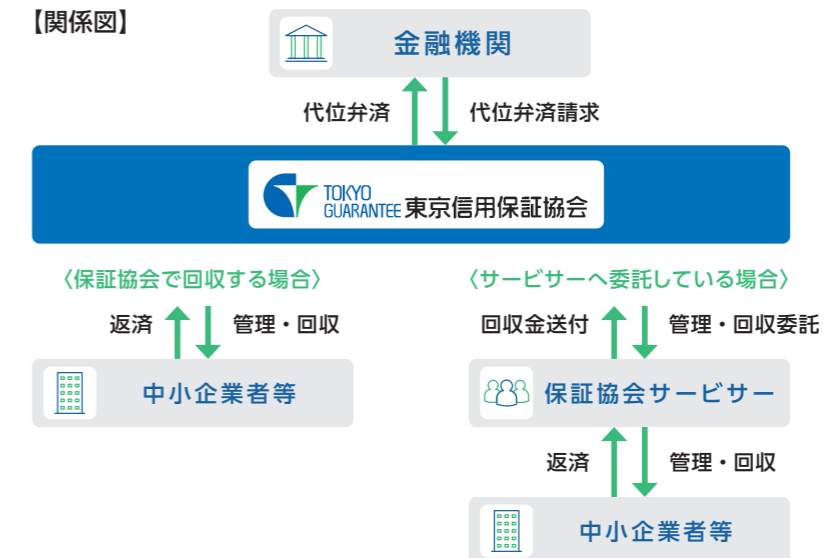 【関係図】
金融機関
代位弁済
代位弁済請求
TOKYO
GUARANTEE 東京信用保証協会
〈保証協会で回収する場合〉
返済
管理・回収
中小企業者等
〈サービサーへ委託している場合〉
回収金送付
管理・回収委託
保証協会サービサー
返済
管理・回収
中小企業者等